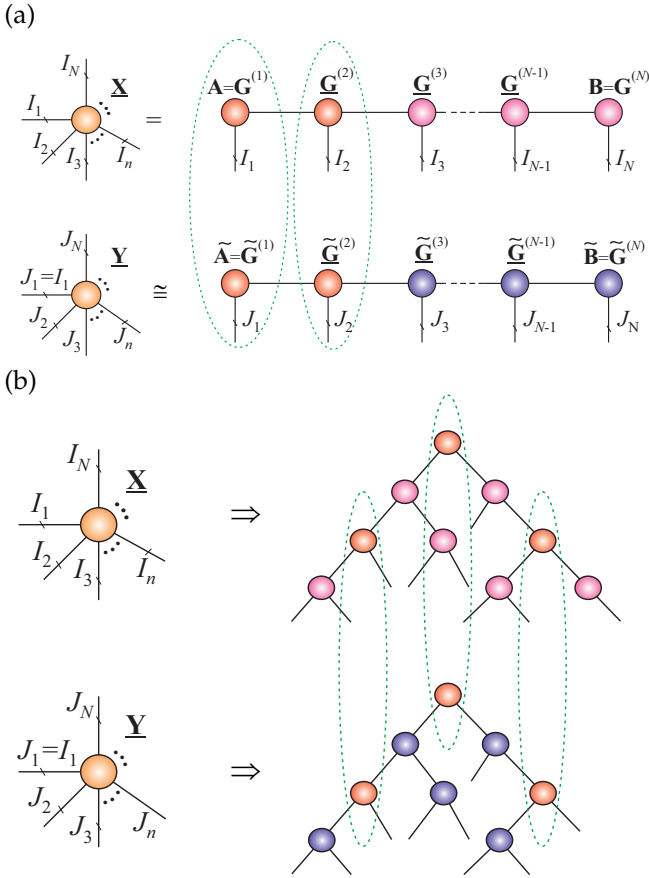 (a)
I_N X A=G^(1) G^(2) G^(3) G^(N-1) B=G^(N)
I_1 =
I_2 I_3 I_n I_1 I_2 I_3 I_{N-1} I_N
J_N Y Ã=G̃^(1) G̃^(2) G̃^(3) G̃^(N-1) B̃=G̃^(N)
J_1=I_1 ≅
J_2 J_3 J_n J_1 J_2 J_3 J_{N-1} J_N
(b)
I_N X
I_1 ⇒
I_2 I_3 I_n
J_N Y
J_1=I_1 ⇒
J_2 J_3 J_n